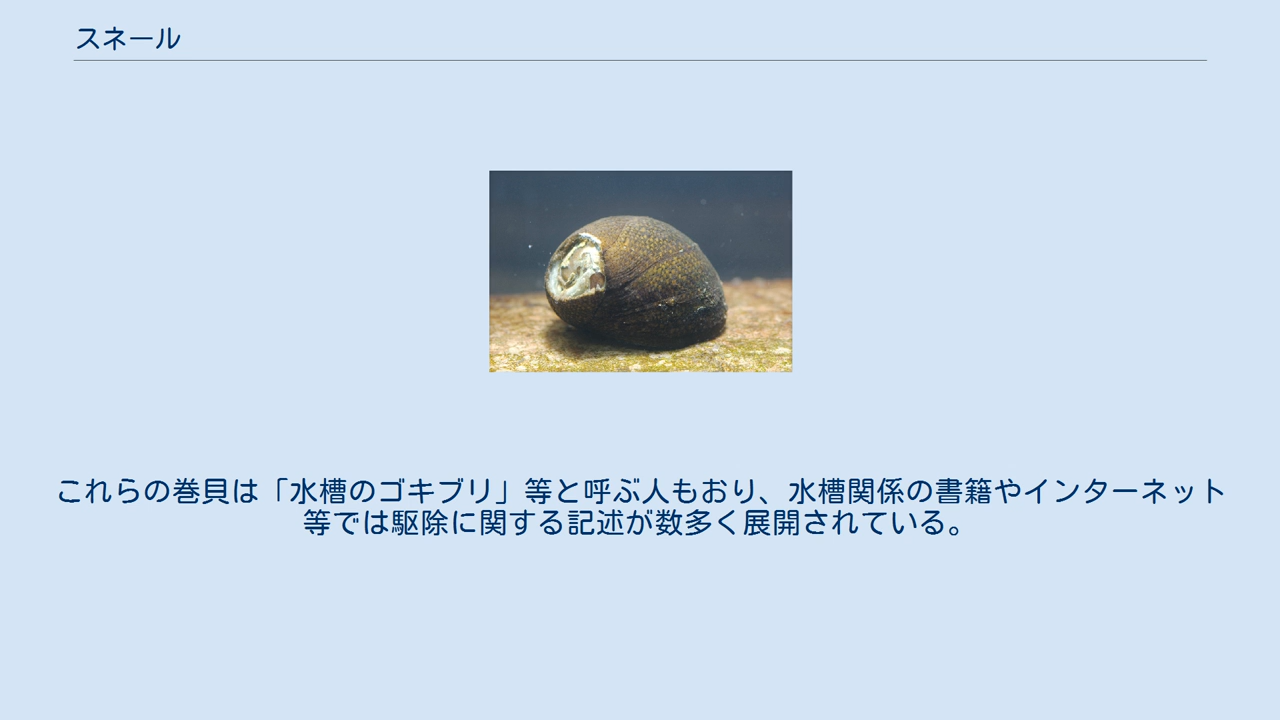 スネール
これらの巻貝は「水槽のゴキブリ」等と呼ぶ人もおり、水槽関係の書籍やインターネット
等では駆除に関する記述が数多く展開されている。